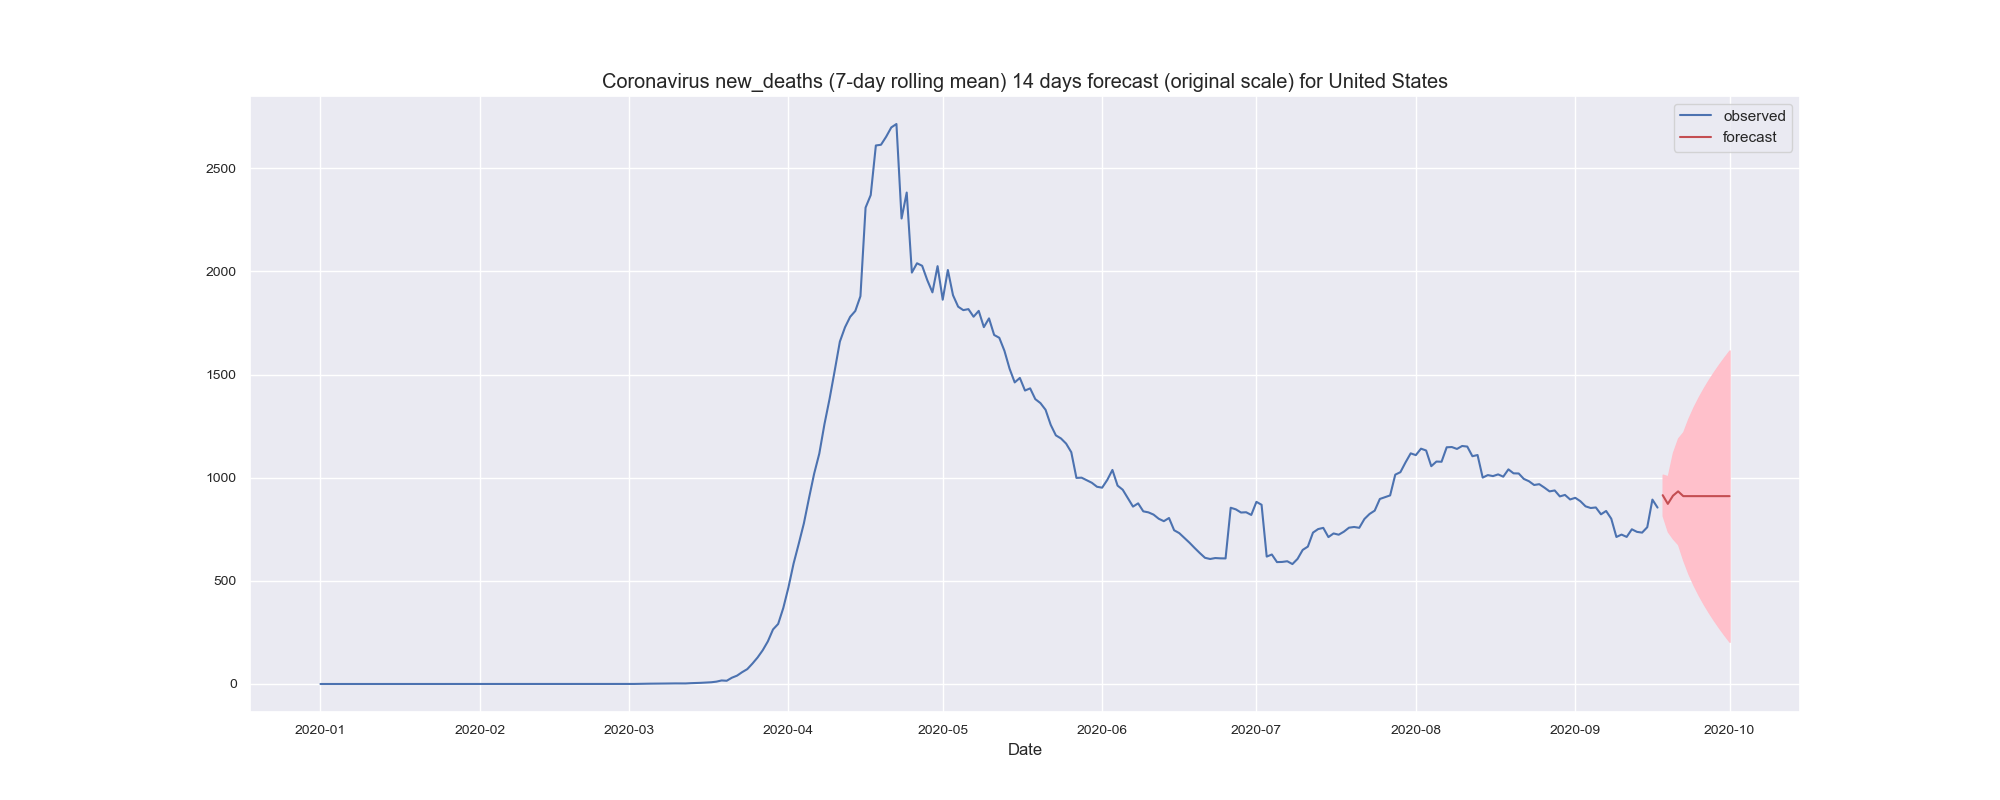 Coronavirus new_deaths (7-day rolling mean) 14 days forecast (original scale) for United States
observed
forecast
2500
2000
1500
1000
500
0
2020-01 2020-02 2020-03 2020-04 2020-05 2020-06 2020-07 2020-08 2020-09 2020-10
Date